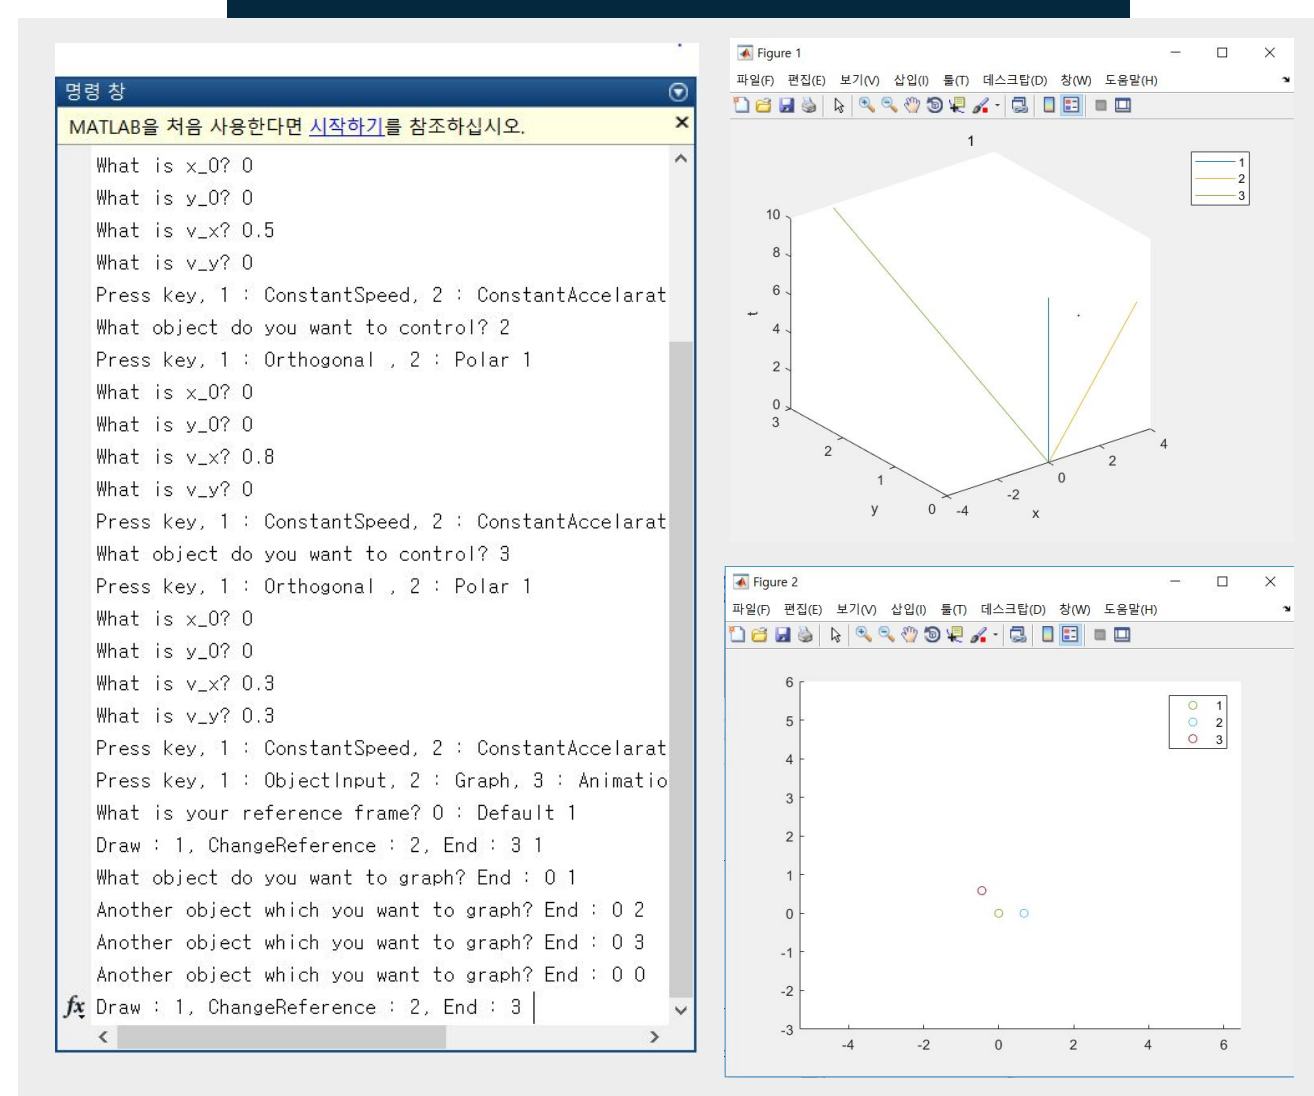 명령 창
MATLAB을 처음 사용한다면 시작하기를 참조하십시오.
What is x_0? 0
What is y_0? 0
What is v_x? 0.5
What is v_y? 0
Press key, 1 : ConstantSpeed, 2 : ConstantAccelarat
What object do you want to control? 2
Press key, 1 : Orthogonal , 2 : Polar 1
What is x_0? 0
What is y_0? 0
What is v_x? 0.8
What is v_y? 0
Press key, 1 : ConstantSpeed, 2 : ConstantAccelarat
What object do you want to control? 3
Press key, 1 : Orthogonal , 2 : Polar 1
What is x_0? 0
What is y_0? 0
What is v_x? 0.3
What is v_y? 0.3
Press key, 1 : ConstantSpeed, 2 : ConstantAccelarat
Press key, 1 : ObjectInput, 2 : Graph, 3 : Animatio
What is your reference frame? 0 : Default 1
Draw : 1, ChangeReference : 2, End : 3 1
What object do you want to graph? End : 0 1
Another object which you want to graph? End : 0 2
Another object which you want to graph? End : 0 3
Another object which you want to graph? End : 0 0
fx Draw : 1, ChangeReference : 2, End : 3
Figure 1
파일(F) 편집(E) 보기(V) 삽입(I) 툴(T) 데스크탑(D) 창(W) 도움말(H)
1
1
2
3
10
8
6
4
2
0
t
3
2
1
0
y
-4
-2
0
2
4
x
Figure 2
파일(F) 편집(E) 보기(V) 삽입(I) 툴(T) 데스크탑(D) 창(W) 도움말(H)
1
2
3
6
5
4
3
2
1
0
-1
-2
-3
-4 -2 0 2 4 6